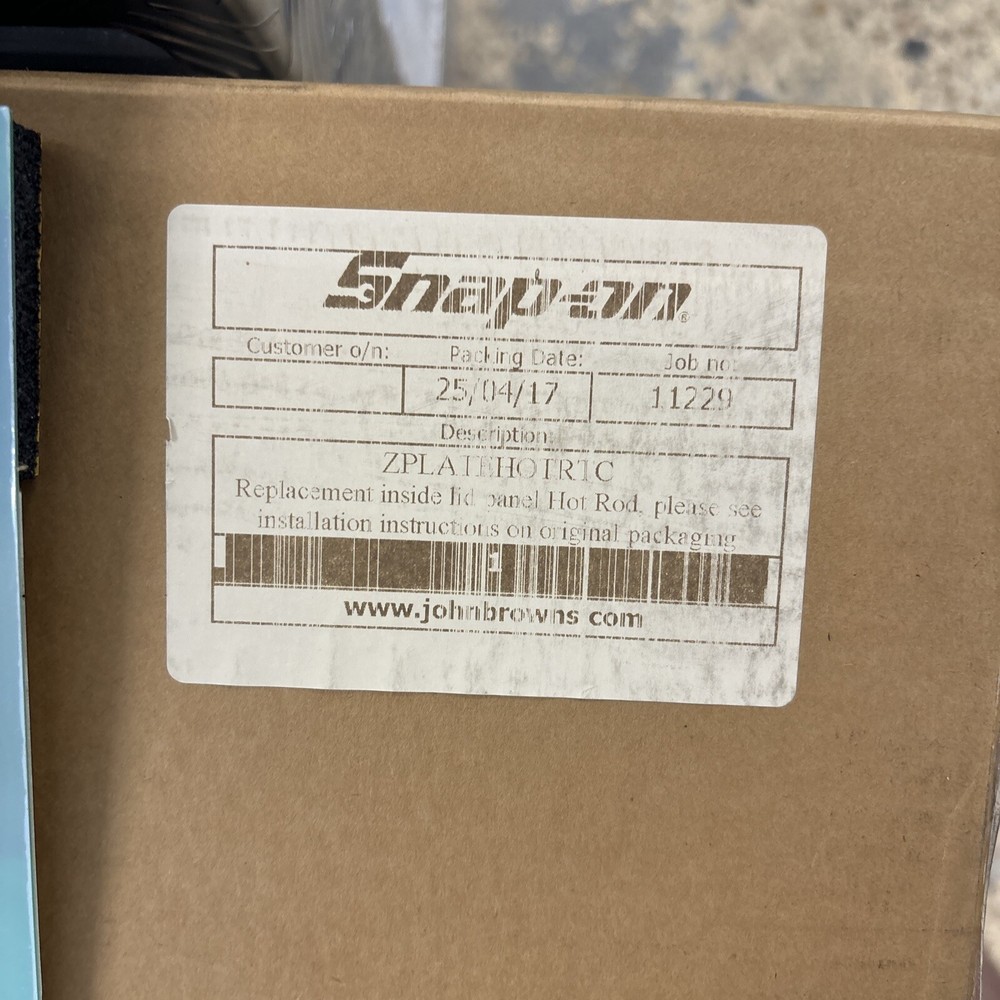 Snap-on®
Customer o/n: Packing Date: Job no:
25/04/17 11229
Description:
ZPLATEHOTRTC
Replacement inside lid panel Hot Rod, please see
installation instructions on original packaging
1
www.johnbrowns com